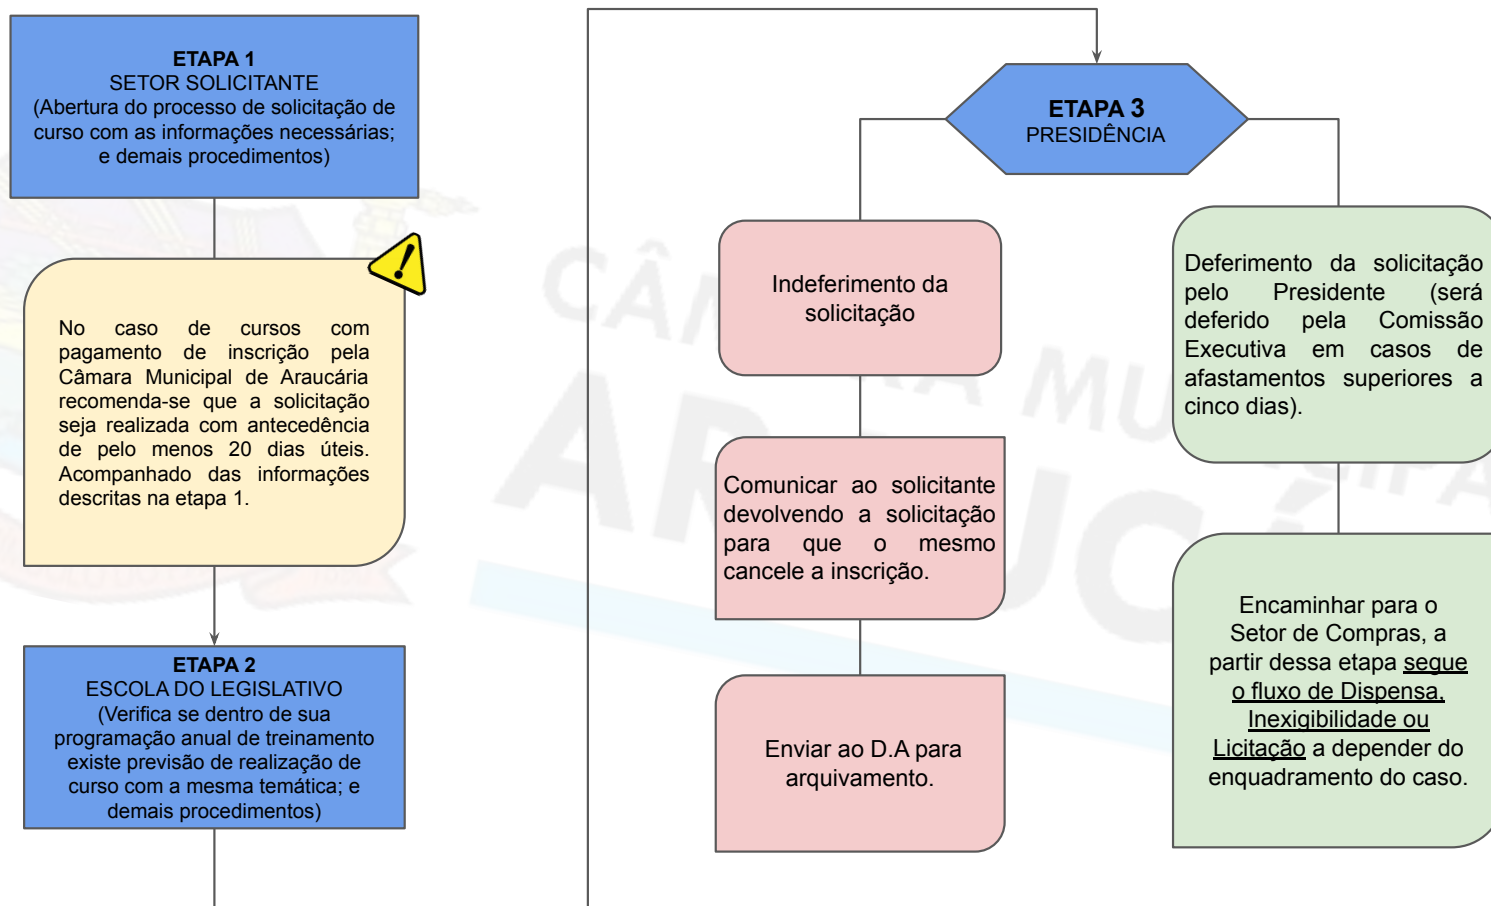 ETAPA 1
SETOR SOLICITANTE
(Abertura do processo de solicitação de
curso com as informações necessárias;
e demais procedimentos)
No caso de cursos com
pagamento de inscrição pela
Câmara Municipal de Araucária
recomenda-se que a solicitação
seja realizada com antecedência
de pelo menos 20 dias úteis.
Acompanhado das informações
descritas na etapa 1.
ETAPA 2
ESCOLA DO LEGISLATIVO
(Verifica se dentro de sua
programação anual de treinamento
existe previsão de realização de
curso com a mesma temática; e
demais procedimentos)
ETAPA 3
PRESIDÊNCIA
Indeferimento da
solicitação
Comunicar ao solicitante
devolvendo a solicitação
para que o mesmo
cancele a inscrição.
Enviar ao D.A para
arquivamento.
Deferimento da solicitação
pelo Presidente (será
deferido pela Comissão
Executiva em casos de
afastamentos superiores a
cinco dias).
Encaminhar para o
Setor de Compras, a
partir dessa etapa segue
o fluxo de Dispensa,
Inexigibilidade ou
Licitação a depender do
enquadramento do caso.